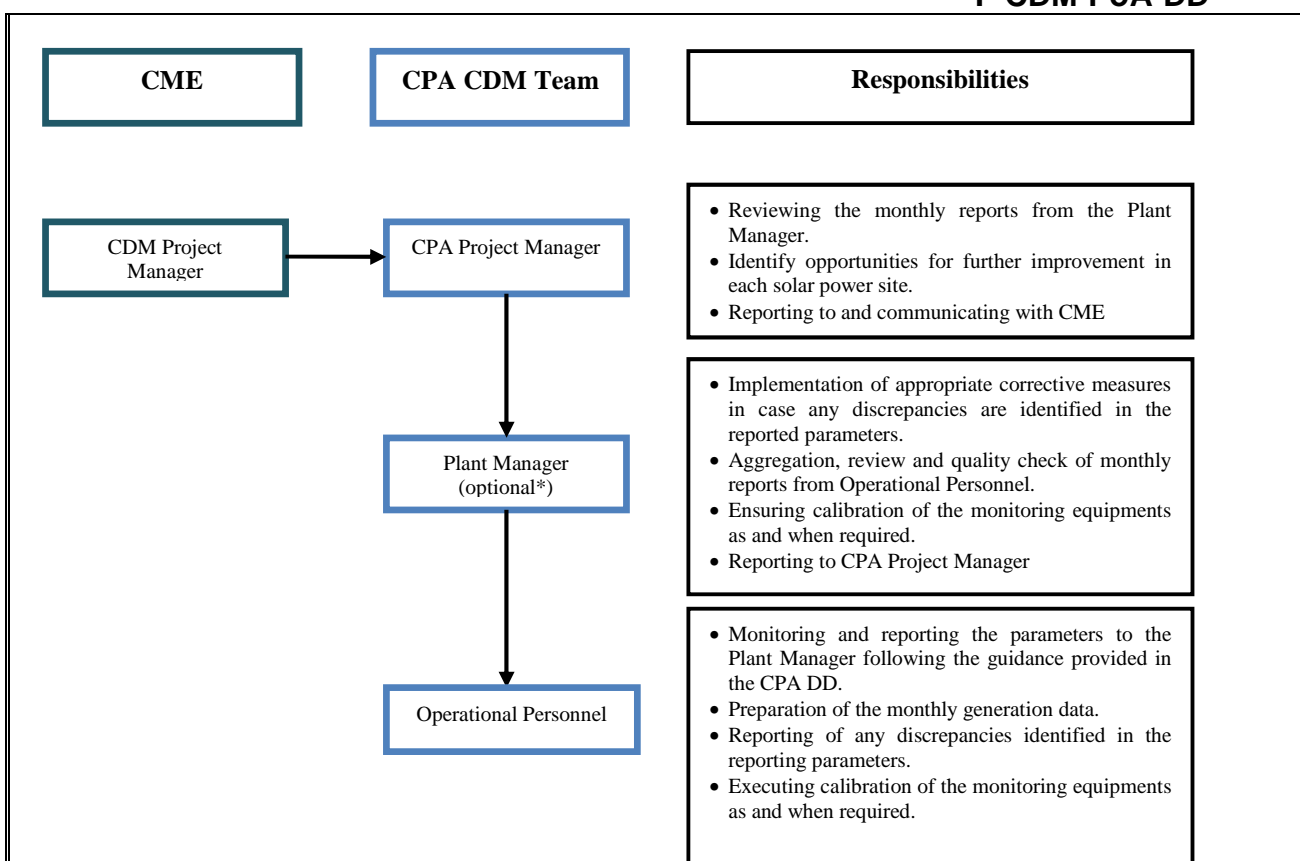 CME
CPA CDM Team
Responsibilities
CDM Project
Manager
CPA Project Manager
• Reviewing the monthly reports from the Plant
Manager.
• Identify opportunities for further improvement in
each solar power site.
• Reporting to and communicating with CME
Plant Manager
(optional*)
• Implementation of appropriate corrective measures
in case any discrepancies are identified in the
reported parameters.
• Aggregation, review and quality check of monthly
reports from Operational Personnel.
• Ensuring calibration of the monitoring equipments
as and when required.
• Reporting to CPA Project Manager
Operational Personnel
• Monitoring and reporting the parameters to the
Plant Manager following the guidance provided in
the CPA DD.
• Preparation of the monthly generation data.
• Reporting of any discrepancies identified in the
reporting parameters.
• Executing calibration of the monitoring equipments
as and when required.